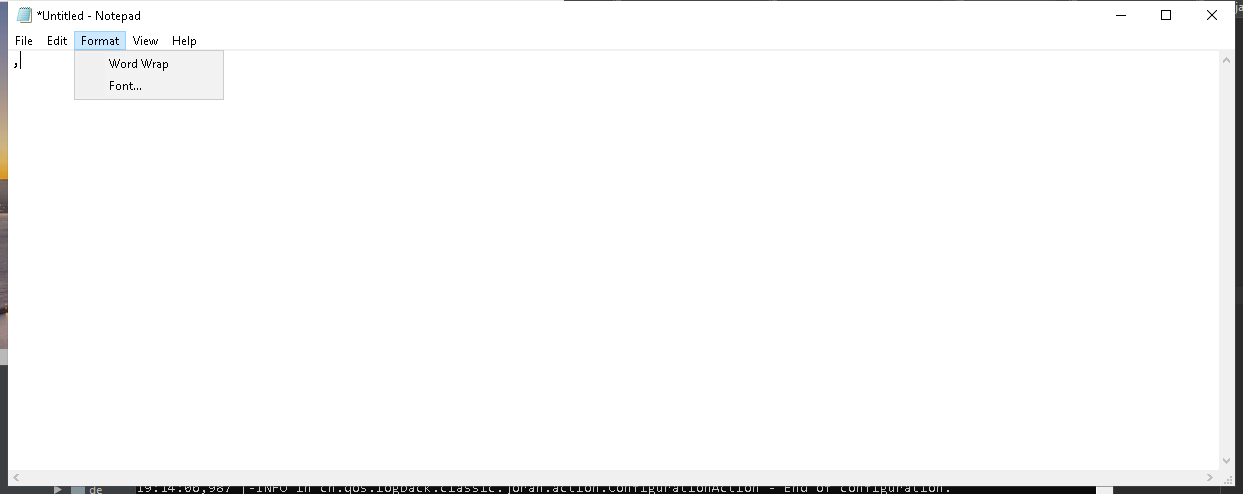 *Untitled - Notepad
File Edit Format View Help
,
Word Wrap
Font...
de
19:14:06,987 |-INFO in ch.qos.logback.classic.joran.action.ConfigurationAction - End of configuration.